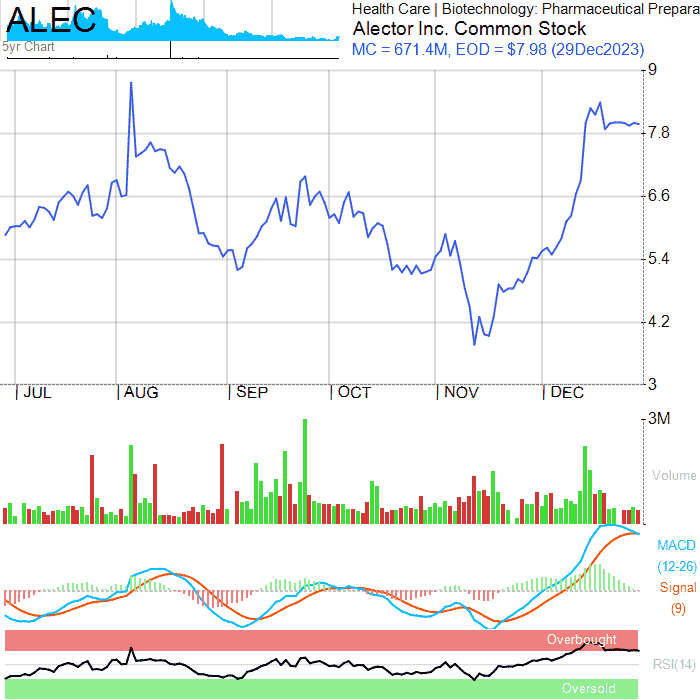 ALEC
5yr Chart
Health Care | Biotechnology: Pharmaceutical Prepara
Alector Inc. Common Stock
MC = 671.4M, EOD = $7.98 (29Dec2023)
9
7.8
6.6
5.4
4.2
3
JUL
AUG
SEP
OCT
NOV
DEC
3M
Volume
MACD
(12-26)
Signal
(9)
Overbought
RSI(14)
Oversold